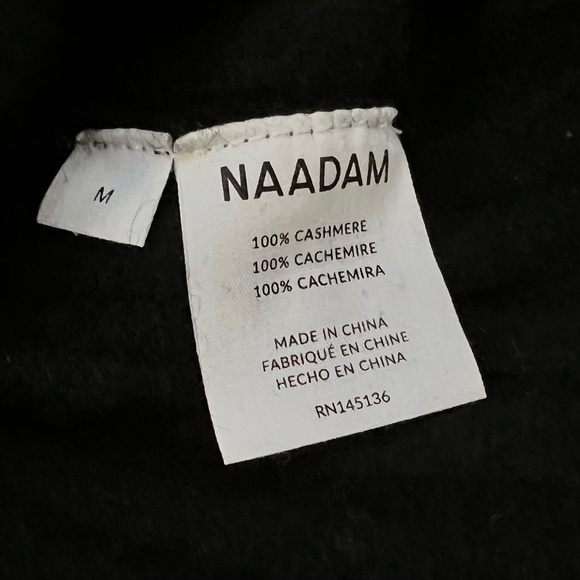 M
NAADAM
100% CASHMERE
100% CACHEMIRE
100% CACHEMIRA
MADE IN CHINA
FABRIQUÉ EN CHINE
HECHO EN CHINA
RN145136